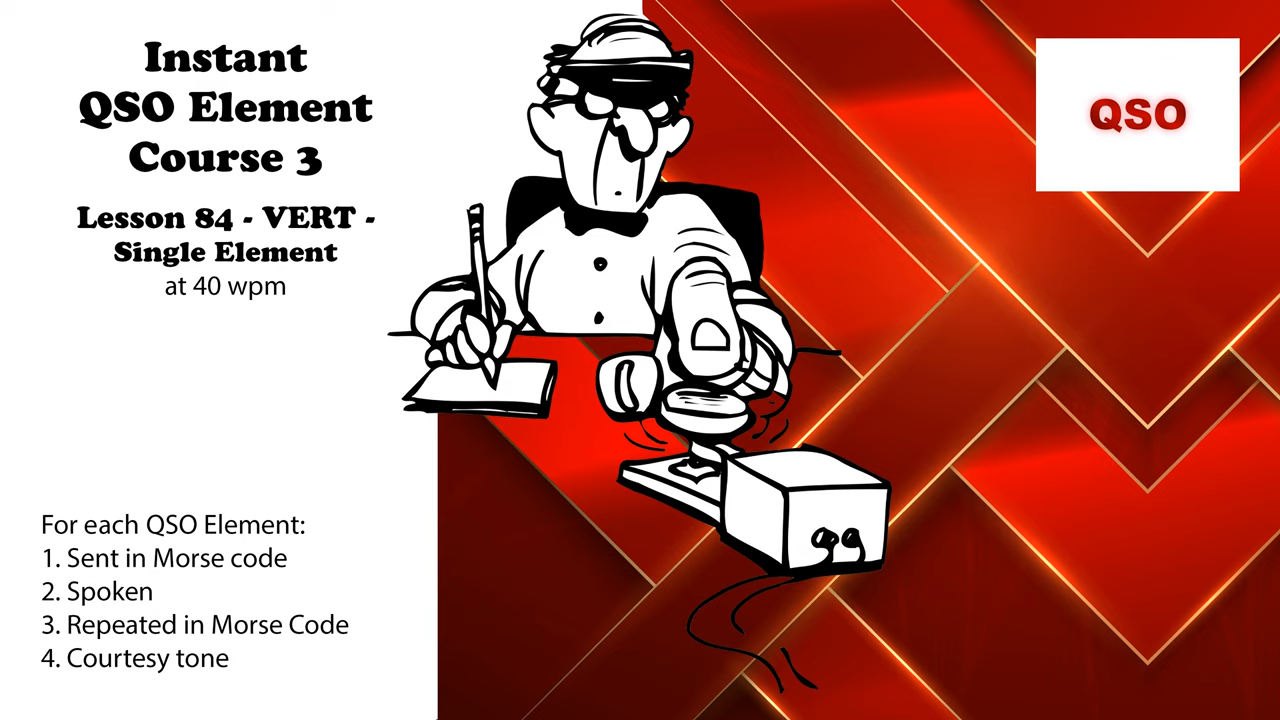 Instant
QSO Element
Course 3
Lesson 84 - VERT -
Single Element
at 40 wpm
QSO
For each QSO Element:
1. Sent in Morse code
2. Spoken
3. Repeated in Morse Code
4. Courtesy tone